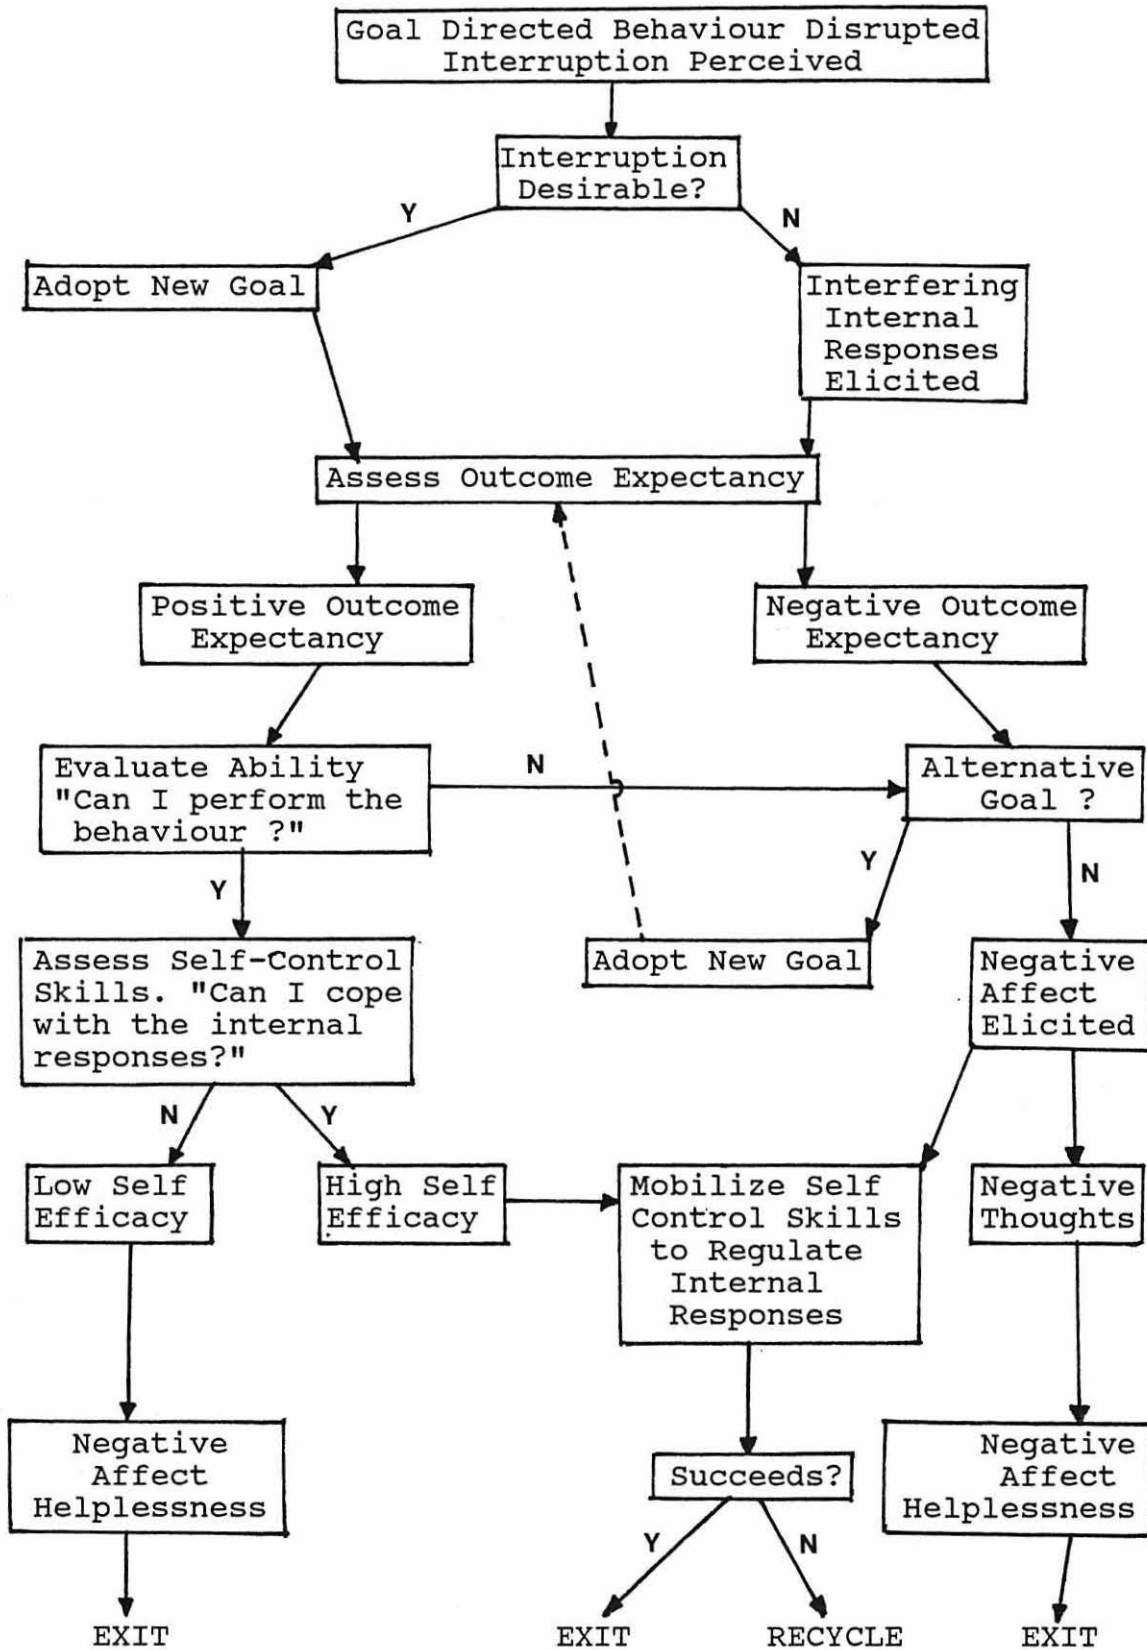 Goal Directed Behaviour Disrupted
Interruption Perceived
Interruption
Desirable?
Y
N
Adopt New Goal
Interfering
Internal
Responses
Elicited
Assess Outcome Expectancy
Positive Outcome
Expectancy
Negative Outcome
Expectancy
Evaluate Ability
"Can I perform the
behaviour ?"
N
Alternative
Goal ?
Y
Y
N
Assess Self-Control
Skills. "Can I cope
with the internal
responses?"
Adopt New Goal
Negative
Affect
Elicited
N
Y
Low Self
Efficacy
High Self
Efficacy
Mobilize Self
Control Skills
to Regulate
Internal
Responses
Negative
Thoughts
Negative
Affect
Helplessness
Succeeds?
Negative
Affect
Helplessness
Y
N
EXIT
EXIT
RECYCLE
EXIT